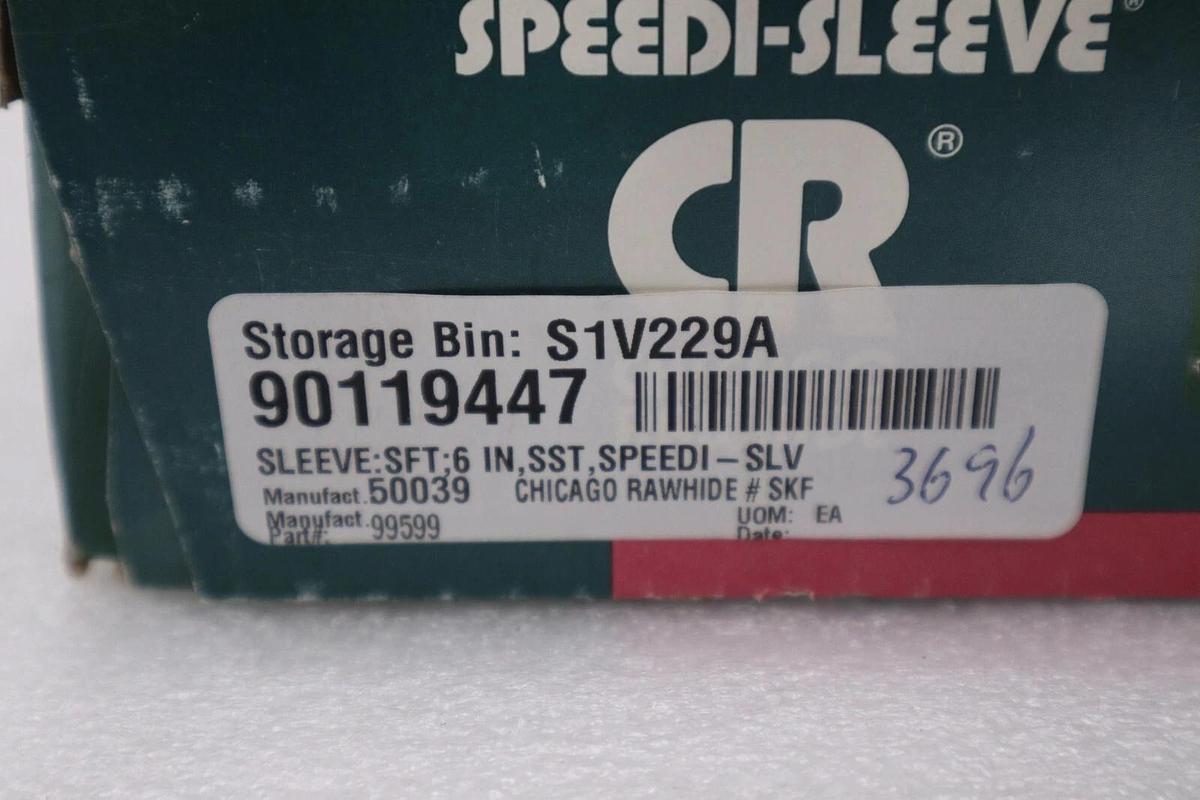 SPEEDI-SLEEVE®
CR®
Storage Bin: S1V229A
90119447
SLEEVE:SFT;6 IN,SST,SPEEDI-SLV
3696
Manufact. 50039 CHICAGO RAWHIDE # SKF
Manufact. Part#: 99599
UOM: EA
Date: